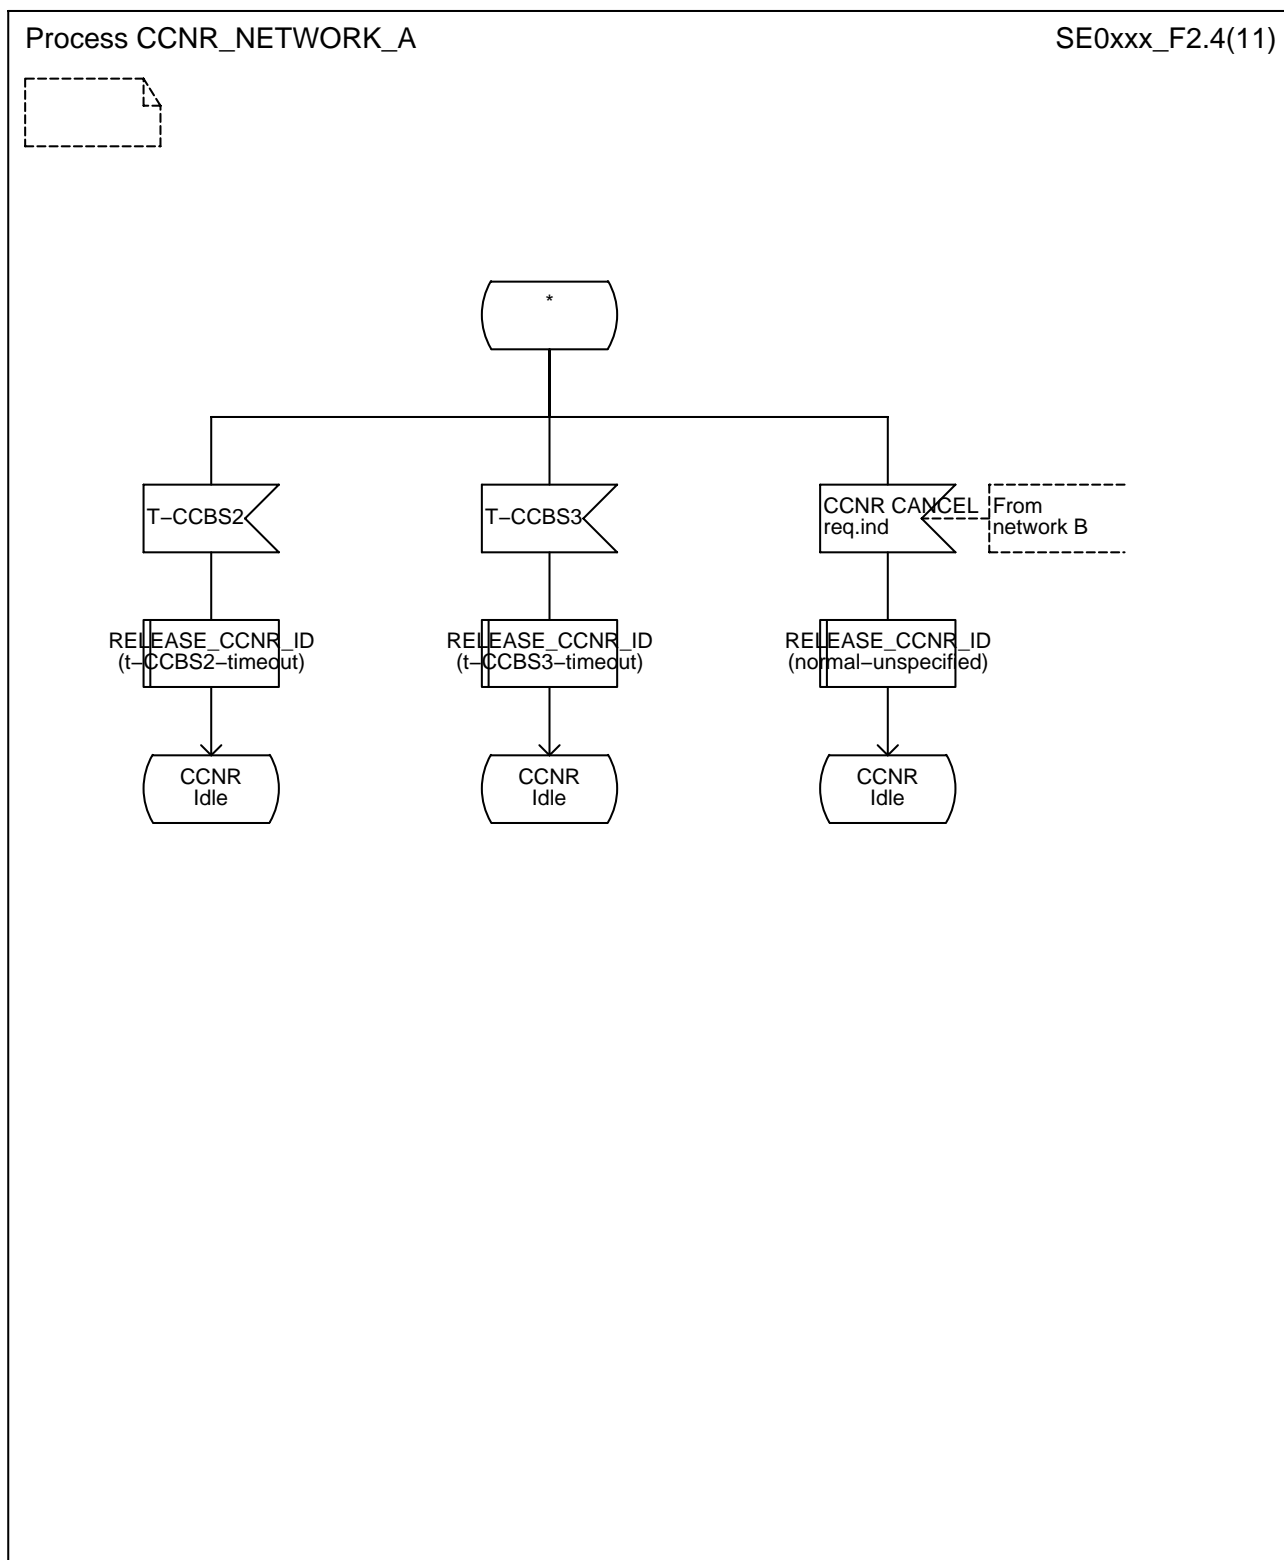 Process CCNR_NETWORK_A
SE0xxx_F2.4(11)
*
T−CCBS2
T−CCBS3
CCNR CANCEL
req.ind
From
network B
RELEASE_CCNR_ID
(t−CCBS2−timeout)
RELEASE_CCNR_ID
(t−CCBS3−timeout)
RELEASE_CCNR_ID
(normal−unspecified)
CCNR
Idle
CCNR
Idle
CCNR
Idle